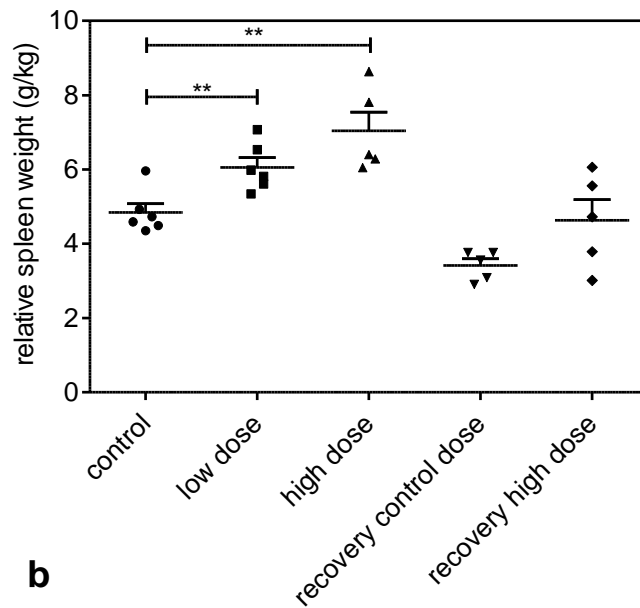 10
**
**
8
6
4
2
0
relative spleen weight (g/kg)
control
low dose
high dose
recovery control dose
recovery high dose
b